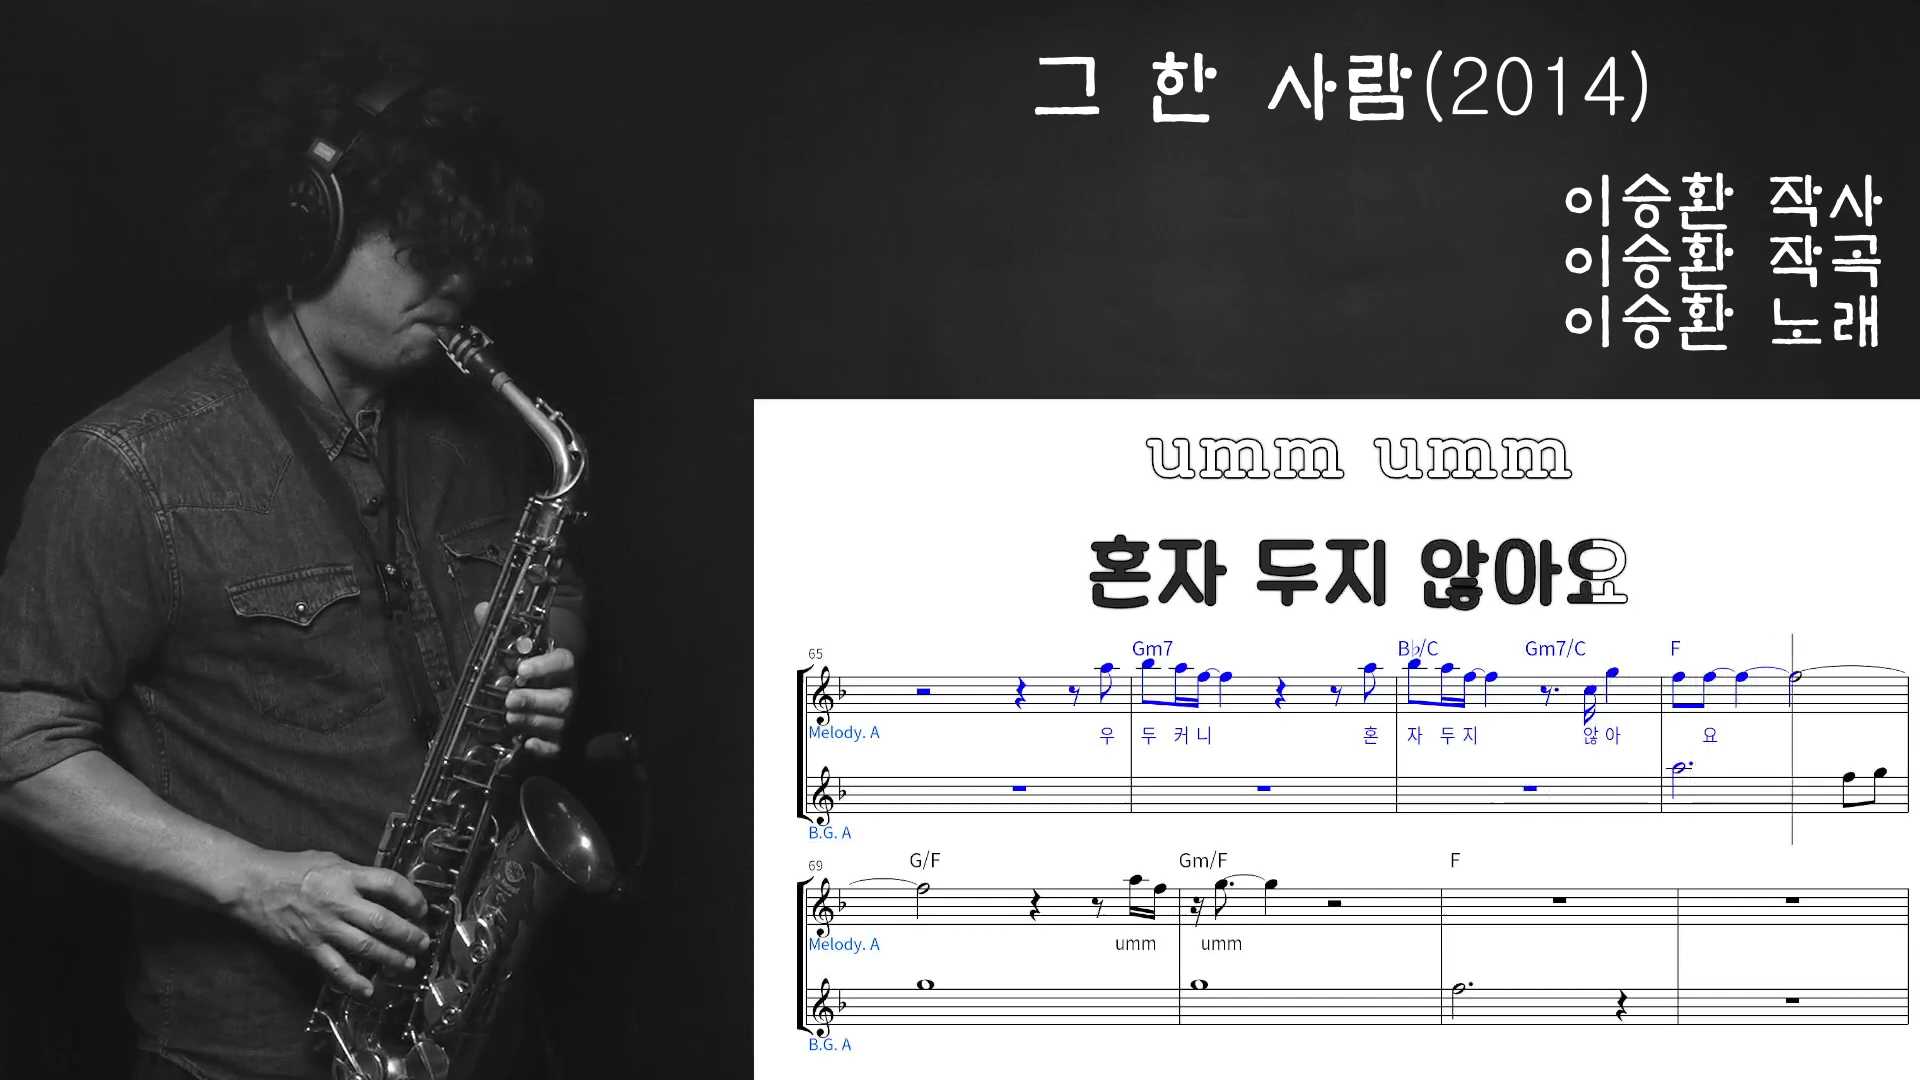 그 한 사람(2014)
이승환 작사
이승환 작곡
이승환 노래
umm umm
혼자 두지 않아요
65 Gm7 B♭/C Gm7/C F
Melody. A 우 두 커 니 혼 자 두 지 않 아 요
B.G. A
69 G/F Gm/F F
Melody. A umm umm
B.G. A